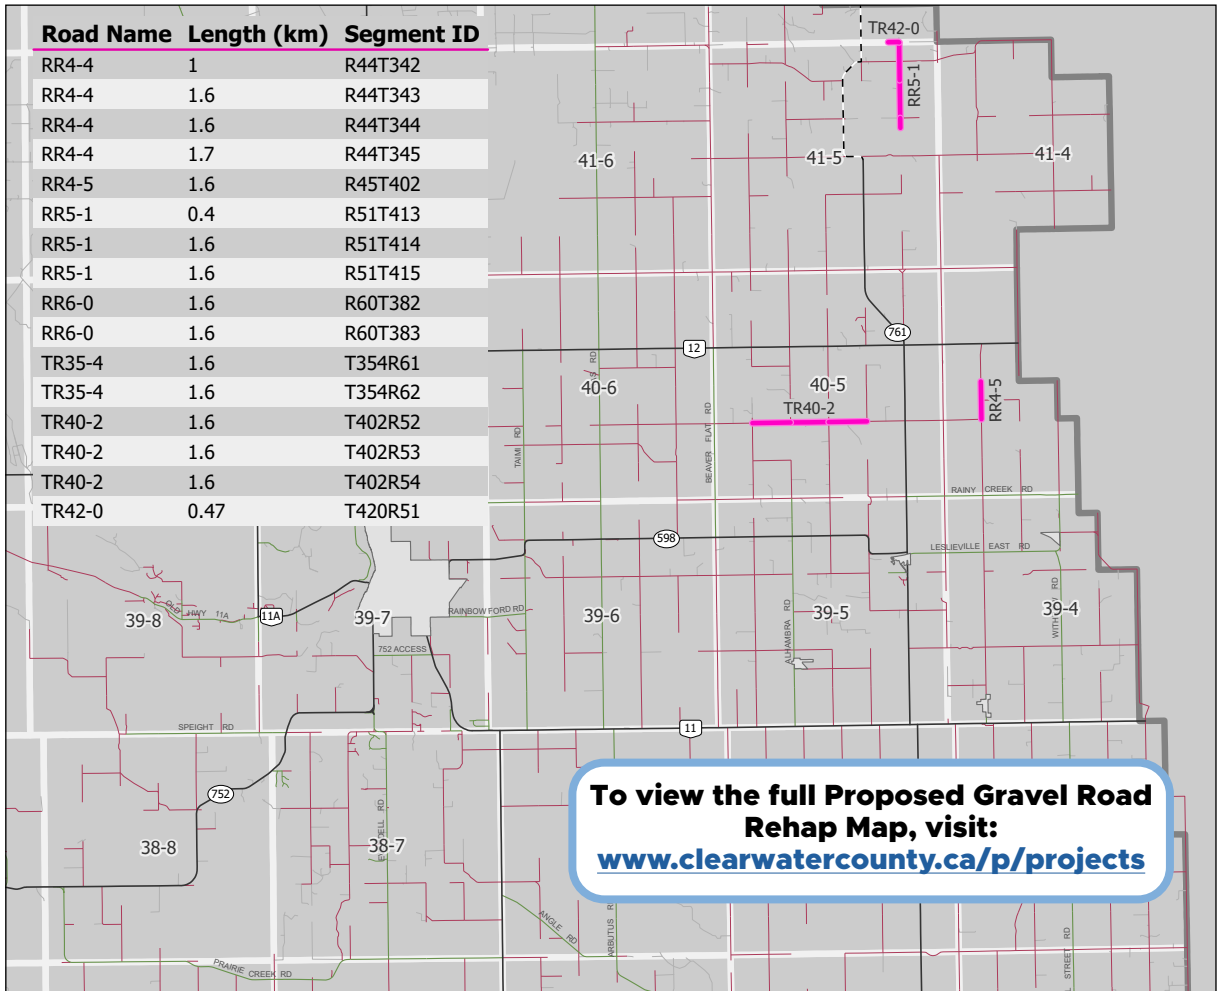 Road Name Length (km) Segment ID
RR4-4 1 R44T342
RR4-4 1.6 R44T343
RR4-4 1.6 R44T344
RR4-4 1.7 R44T345
RR4-5 1.6 R45T402
RR5-1 0.4 R51T413
RR5-1 1.6 R51T414
RR5-1 1.6 R51T415
RR6-0 1.6 R60T382
RR6-0 1.6 R60T383
TR35-4 1.6 T354R61
TR35-4 1.6 T354R62
TR40-2 1.6 T402R52
TR40-2 1.6 T402R53
TR40-2 1.6 T402R54
TR42-0 0.47 T420R51
TR42-0
RR5-1
41-6
41-5
41-4
761
12
S RD
40-6
40-5
TR40-2
RR4-5
BEAVER FLAT RD
TAIMI RD
RAINY CREEK RD
598
LESLIEVILLE EAST RD
OLD HWY 11A
11A
39-8
39-7
RAINBOW FORD RD
39-6
39-5
39-4
ALHAMBRA RD
RD
752 ACCESS
SPEIGHT RD
11
752
RD
38-8
38-7
To view the full Proposed Gravel Road
Rehap Map, visit:
www.clearwatercounty.ca/p/projects
ANGLE RD
ARBUTUS
STREET RD
PRAIRIE CREEK RD